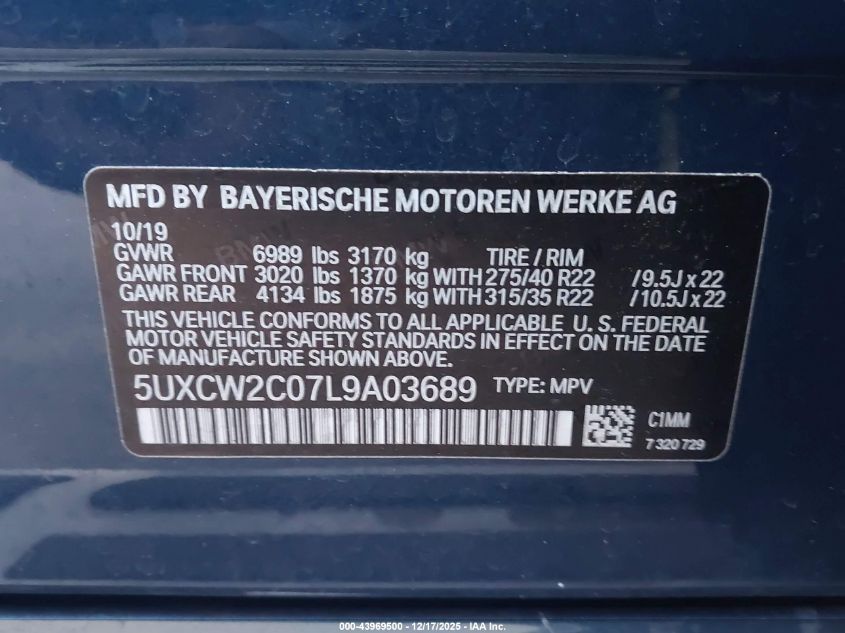 MFD BY BAYERISCHE MOTOREN WERKE AG
10/19
GVWR 6989 lbs 3170 kg TIRE / RIM
GAWR FRONT 3020 lbs 1370 kg WITH 275/40 R22 /9.5J x 22
GAWR REAR 4134 lbs 1875 kg WITH 315/35 R22 /10.5J x 22
THIS VEHICLE CONFORMS TO ALL APPLICABLE U. S. FEDERAL
MOTOR VEHICLE SAFETY STANDARDS IN EFFECT ON THE DATE
OF MANUFACTURE SHOWN ABOVE.
5UXCW2C07L9A03689 TYPE: MPV
C1MM
7 320 729
000-43969500 - 12/17/2025 - IAA Inc.